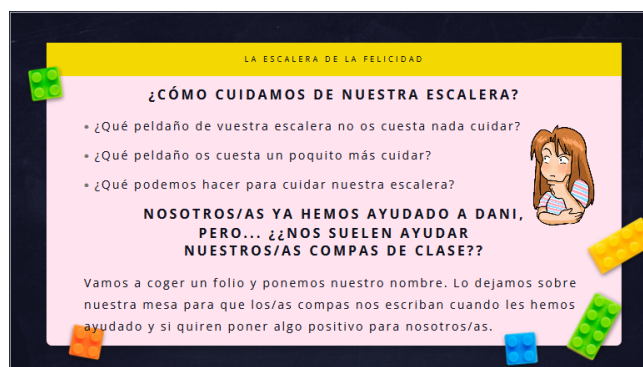 LA ESCALERA DE LA FELICIDAD
¿CÓMO CUIDAMOS DE NUESTRA ESCALERA?
• ¿Qué peldaño de vuestra escalera no os cuesta nada cuidar?
• ¿Qué peldaño os cuesta un poquito más cuidar?
• ¿Qué podemos hacer para cuidar nuestra escalera?
NOSOTROS/AS YA HEMOS AYUDADO A DANI,
PERO... ¿¿NOS SUELEN AYUDAR
NUESTROS/AS COMPAS DE CLASE??
Vamos a coger un folio y ponemos nuestro nombre. Lo dejamos sobre
nuestra mesa para que los/as compas nos escriban cuando les hemos
ayudado y si quiren poner algo positivo para nosotros/as.